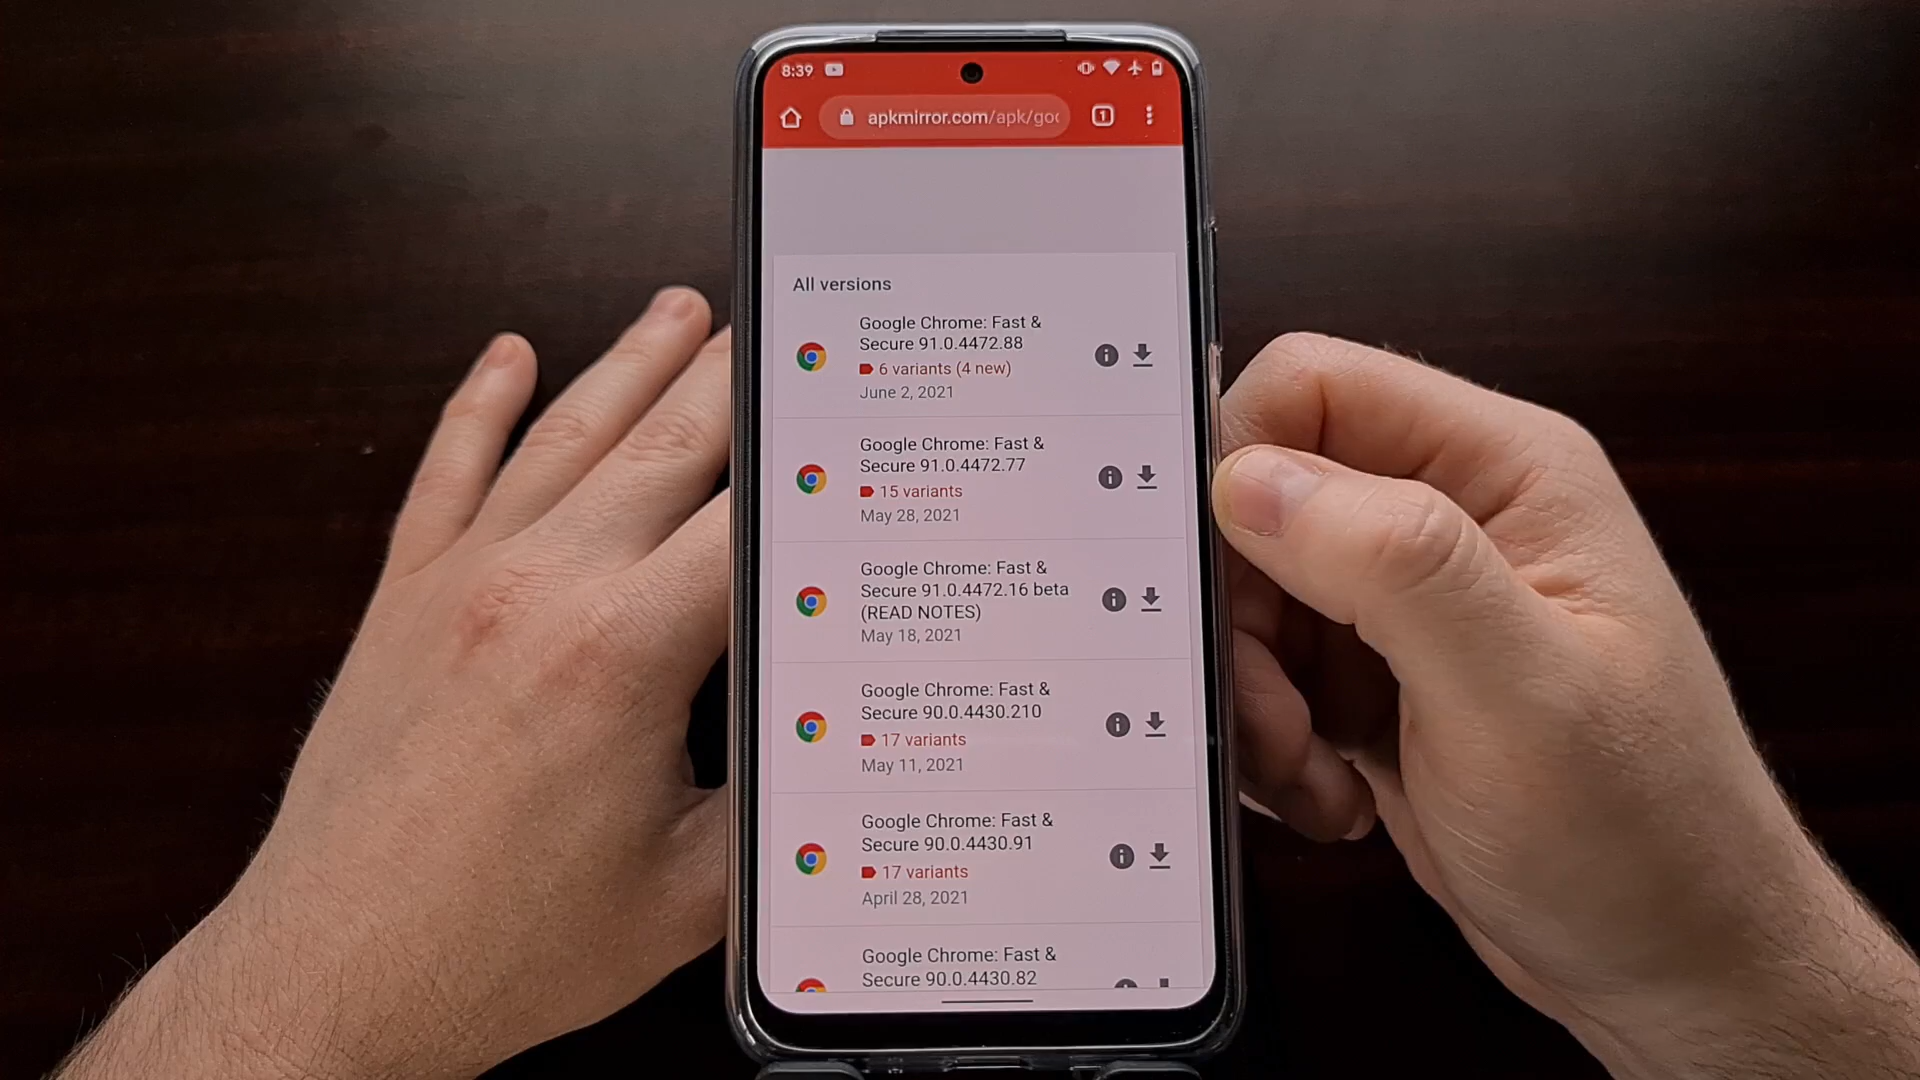 8:39
apkmirror.com/apk/goo
1
All versions
Google Chrome: Fast &
Secure 91.0.4472.88
6 variants (4 new)
June 2, 2021
Google Chrome: Fast &
Secure 91.0.4472.77
15 variants
May 28, 2021
Google Chrome: Fast &
Secure 91.0.4472.16 beta
(READ NOTES)
May 18, 2021
Google Chrome: Fast &
Secure 90.0.4430.210
17 variants
May 11, 2021
Google Chrome: Fast &
Secure 90.0.4430.91
17 variants
April 28, 2021
Google Chrome: Fast &
Secure 90.0.4430.82